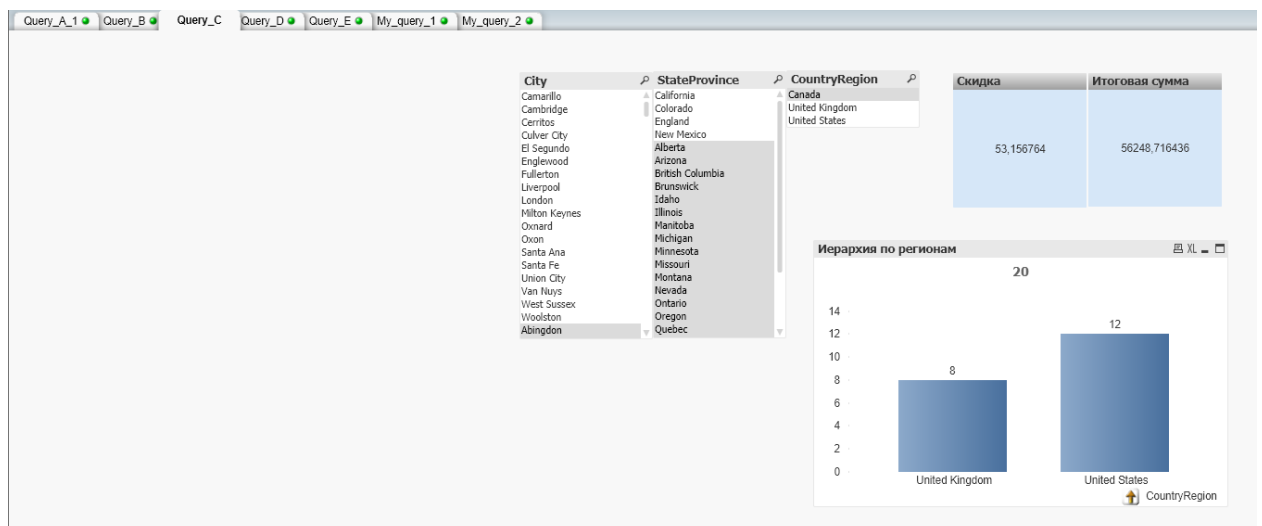 Query_A_1 Query_B Query_C Query_D Query_E My_query_1 My_query_2
City
Camarillo
Cambridge
Cerritos
Culver City
El Segundo
Englewood
Fullerton
Liverpool
London
Milton Keynes
Oxnard
Oxon
Santa Ana
Santa Fe
Union City
Van Nuys
West Sussex
Woolston
Abingdon
StateProvince
California
Colorado
England
New Mexico
Alberta
Arizona
British Columbia
Brunswick
Idaho
Illinois
Manitoba
Michigan
Minnesota
Missouri
Montana
Nevada
Ontario
Oregon
Quebec
CountryRegion
Canada
United Kingdom
United States
Скидка Итоговая сумма
53,156764 56248,716436
Иерархия по регионам XL
20
14
12
10
8
6
4
2
0
8
12
United Kingdom United States
CountryRegion